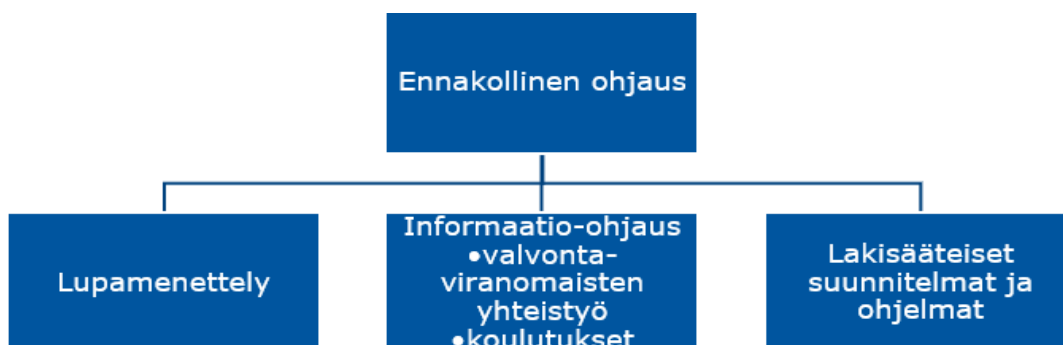 Ennakollinen ohjaus
Lupamenettely
Informaatio-ohjaus
•valvonta-
viranomaisten
yhteistyö
•koulutukset
Lakisääteiset
suunnitelmat ja
ohjelmat